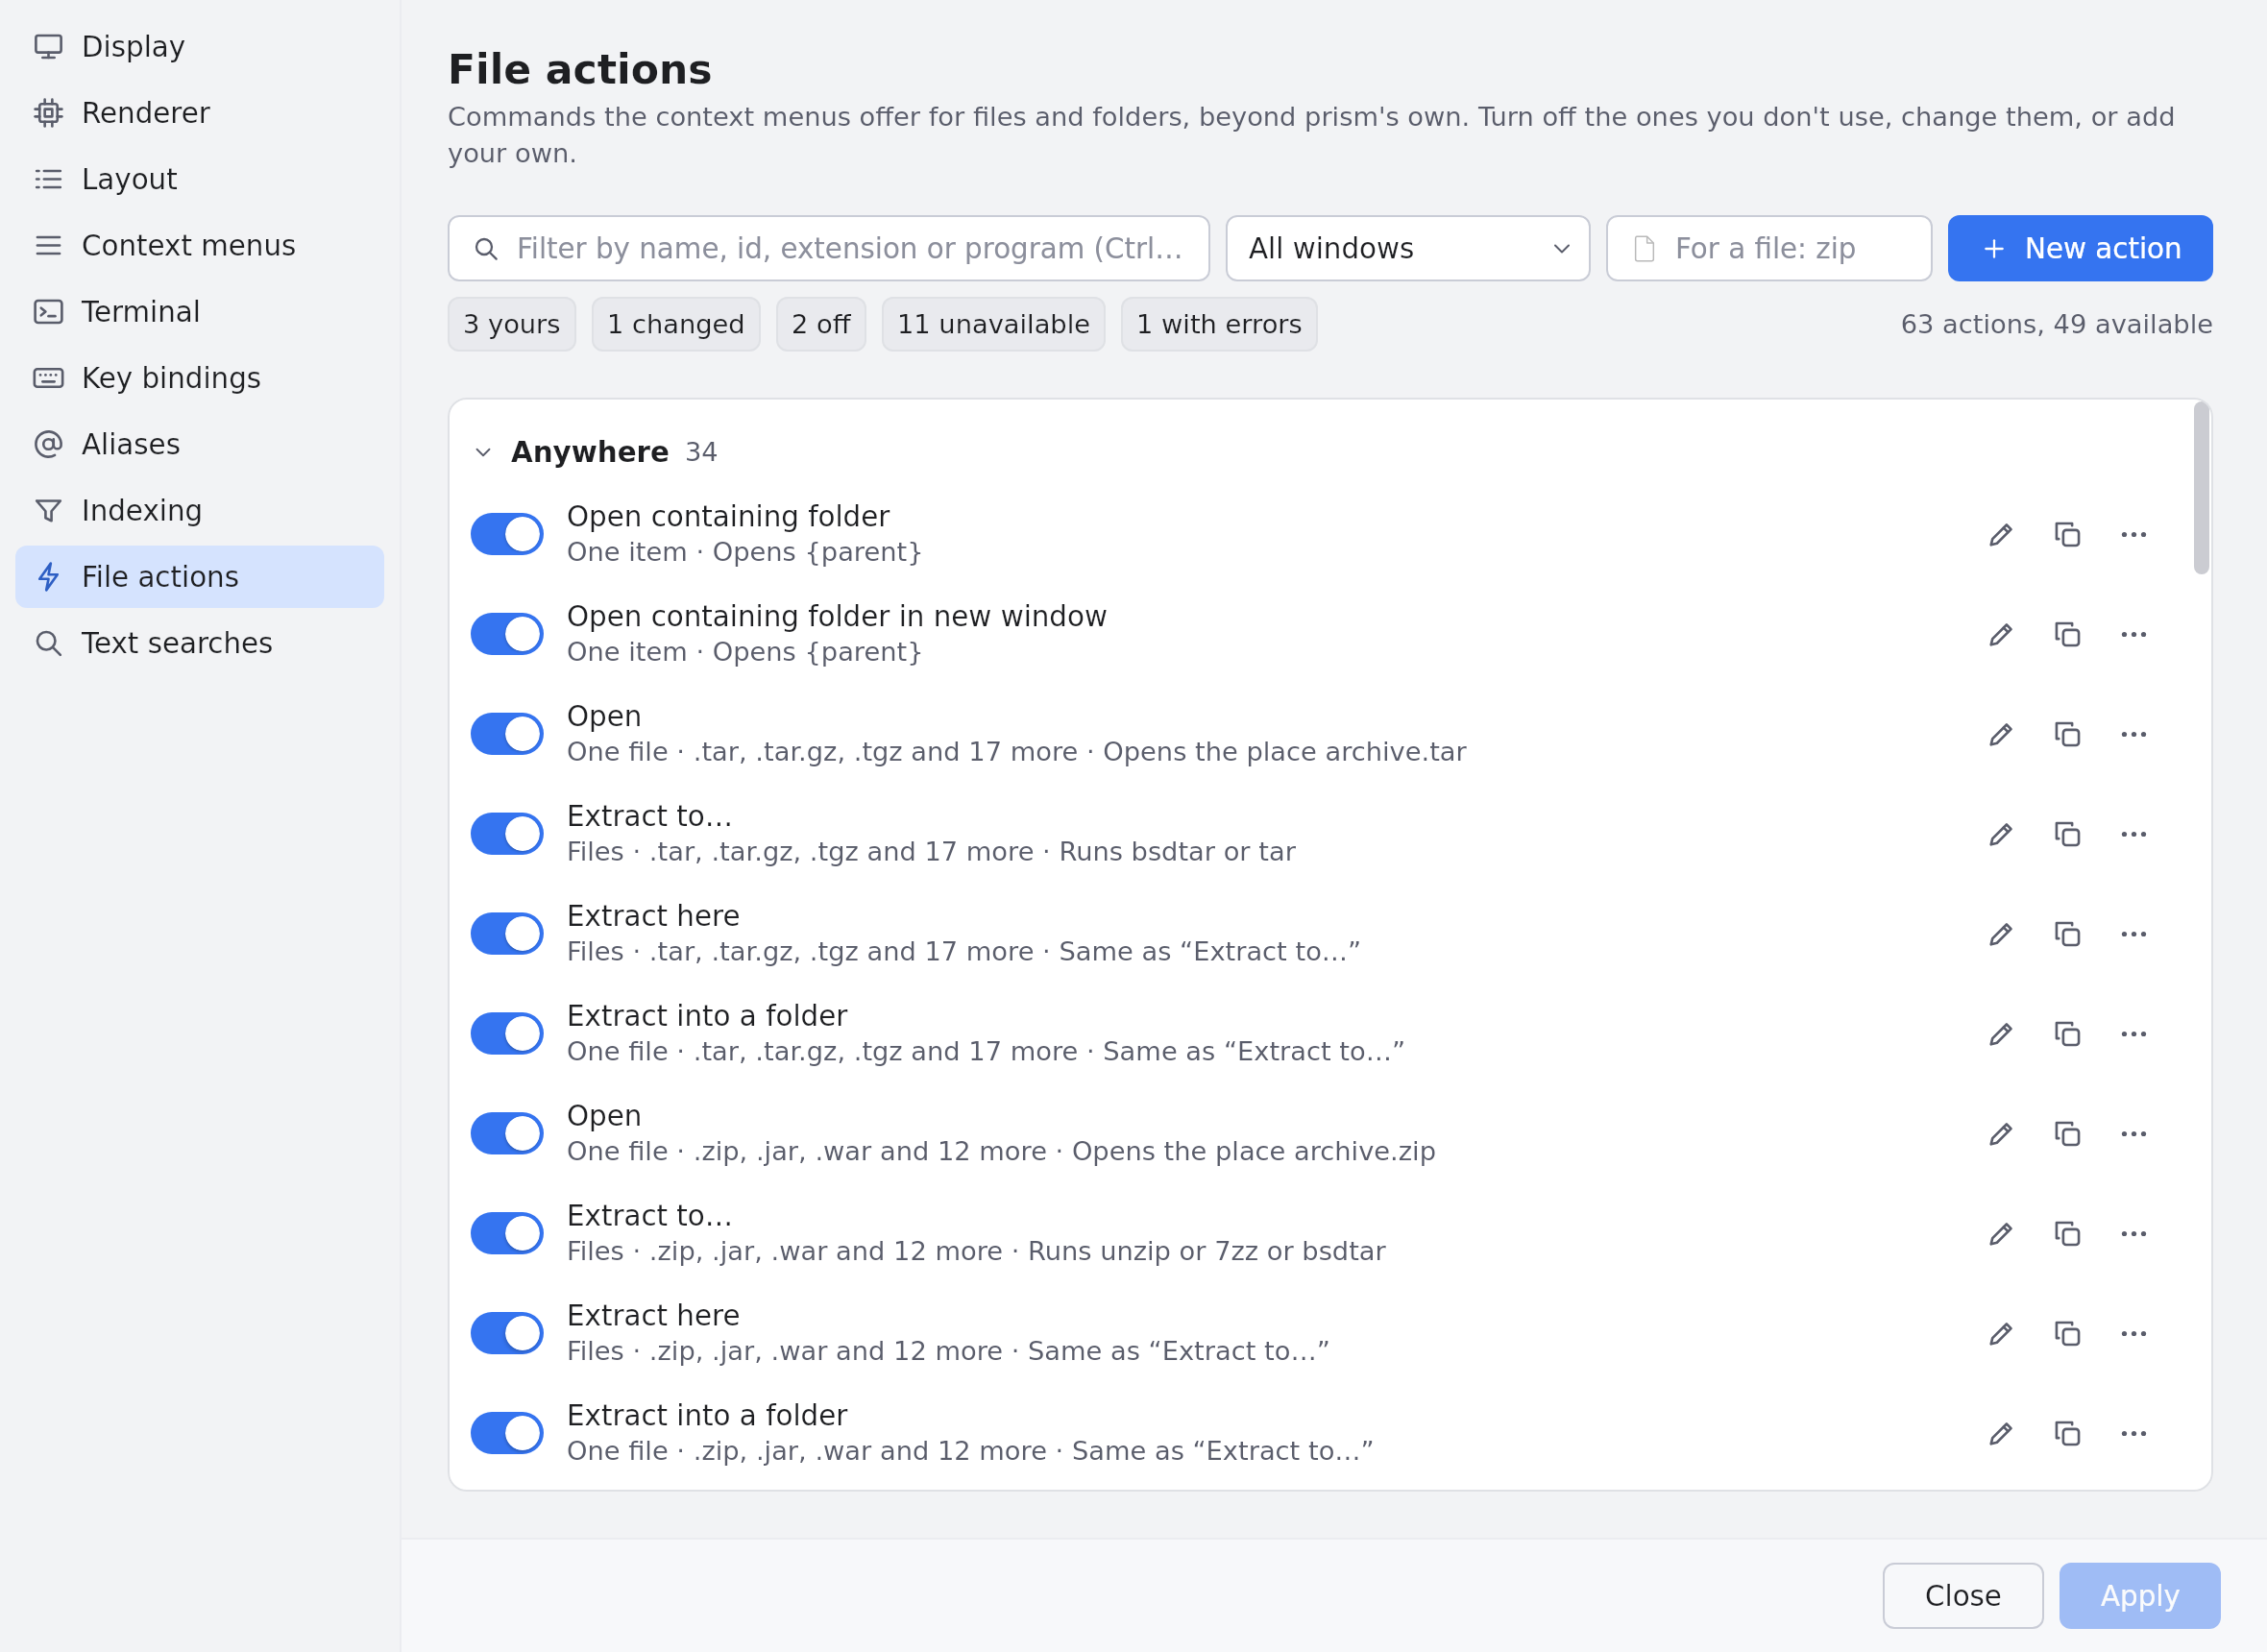 Display
Renderer
Layout
Context menus
Terminal
Key bindings
Aliases
Indexing
File actions
Text searches
File actions
Commands the context menus offer for files and folders, beyond prism's own. Turn off the ones you don't use, change them, or add
your own.
Filter by name, id, extension or program (Ctrl...
All windows
For a file: zip
New action
3 yours
1 changed
2 off
11 unavailable
1 with errors
63 actions, 49 available
Anywhere 34
Open containing folder
One item · Opens {parent}
Open containing folder in new window
One item · Opens {parent}
Open
One file · .tar, .tar.gz, .tgz and 17 more · Opens the place archive.tar
Extract to…
Files · .tar, .tar.gz, .tgz and 17 more · Runs bsdtar or tar
Extract here
Files · .tar, .tar.gz, .tgz and 17 more · Same as “Extract to…”
Extract into a folder
One file · .tar, .tar.gz, .tgz and 17 more · Same as “Extract to…”
Open
One file · .zip, .jar, .war and 12 more · Opens the place archive.zip
Extract to…
Files · .zip, .jar, .war and 12 more · Runs unzip or 7zz or bsdtar
Extract here
Files · .zip, .jar, .war and 12 more · Same as “Extract to…”
Extract into a folder
One file · .zip, .jar, .war and 12 more · Same as “Extract to…”
Close
Apply